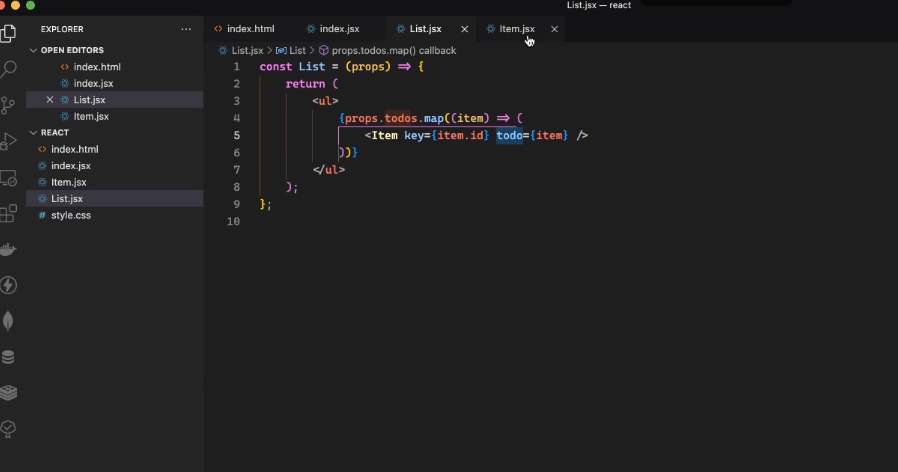 List.jsx — react
EXPLORER
OPEN EDITORS
index.html
index.jsx
List.jsx
Item.jsx
REACT
index.html
index.jsx
Item.jsx
List.jsx
# style.css
<> index.html
index.jsx
List.jsx
Item.jsx
List.jsx > List > props.todos.map() callback
1 const List = (props) => {
2 return (
3 <ul>
4 {props.todos.map((item) => (
5 <Item key={item.id} todo={item} />
6 ))}
7 </ul>
8 );
9 };
10